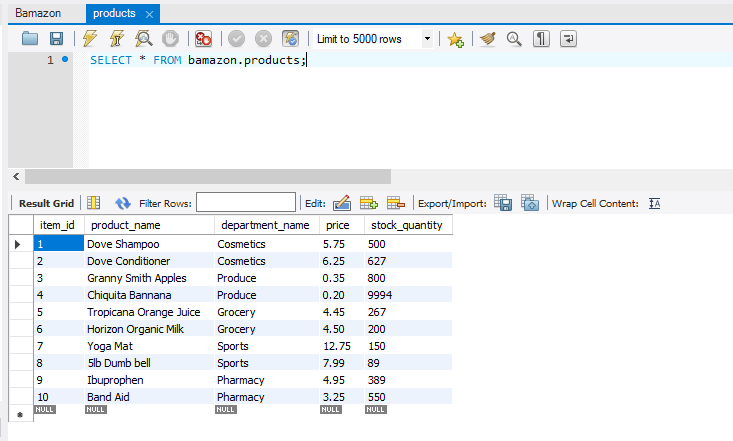 Bamazon products ×
Limit to 5000 rows
1 SELECT * FROM bamazon.products;
Result Grid Filter Rows: Edit: Export/Import: Wrap Cell Content:
item_id product_name department_name price stock_quantity
1 Dove Shampoo Cosmetics 5.75 500
2 Dove Conditioner Cosmetics 6.25 627
3 Granny Smith Apples Produce 0.35 800
4 Chiquita Bannana Produce 0.20 9994
5 Tropicana Orange Juice Grocery 4.45 267
6 Horizon Organic Milk Grocery 4.50 200
7 Yoga Mat Sports 12.75 150
8 5lb Dumb bell Sports 7.99 89
9 Ibuprophen Pharmacy 4.95 389
10 Band Aid Pharmacy 3.25 550
NULL NULL NULL NULL NULL